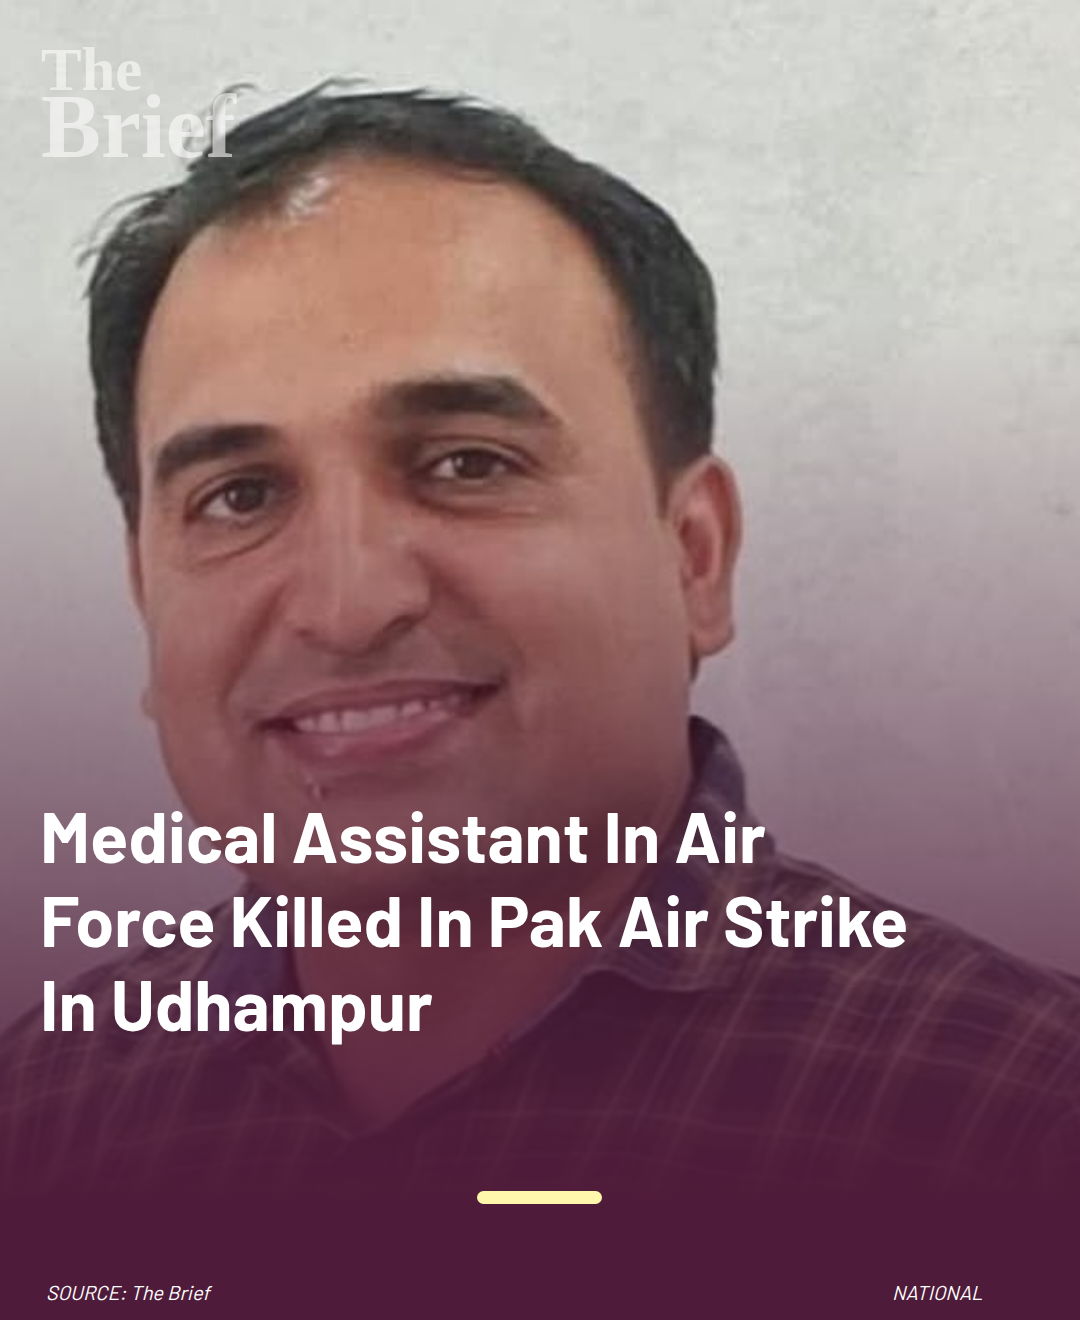 The
Brief
Medical Assistant In Air
Force Killed In Pak Air Strike
In Udhampur
SOURCE: The Brief
NATIONAL